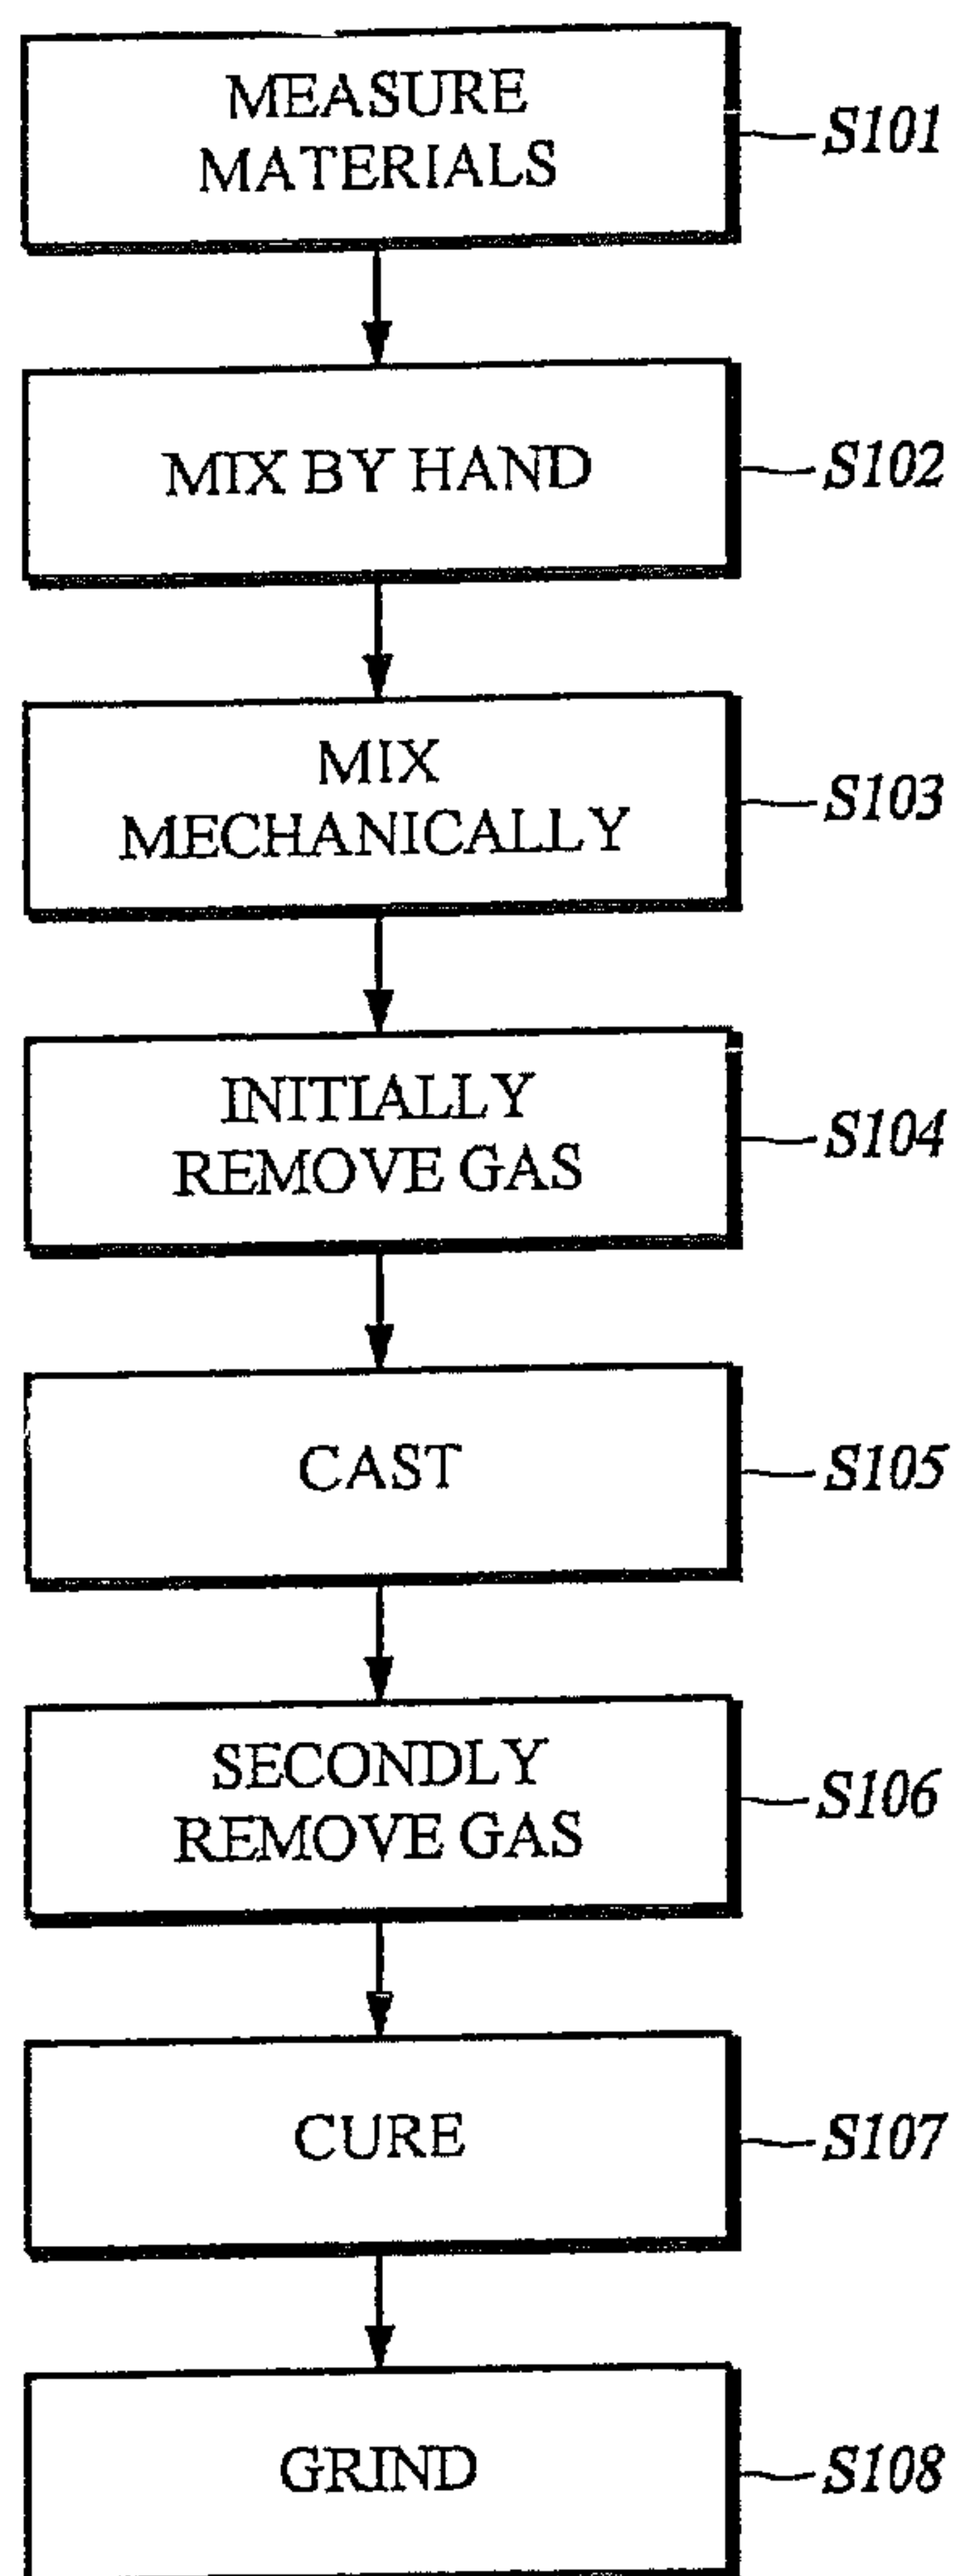 MEASURE
MATERIALS
S101
MIX BY HAND
S102
MIX
MECHANICALLY
S103
INITIALLY
REMOVE GAS
S104
CAST
S105
SECONDLY
REMOVE GAS
S106
CURE
S107
GRIND
S108